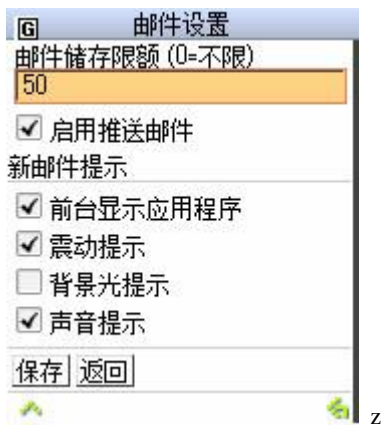 G 邮件设置
邮件储存限额 (0=不限)
50
启用推送邮件
新邮件提示
前台显示应用程序
震动提示
背景光提示
声音提示
保存 返回
z